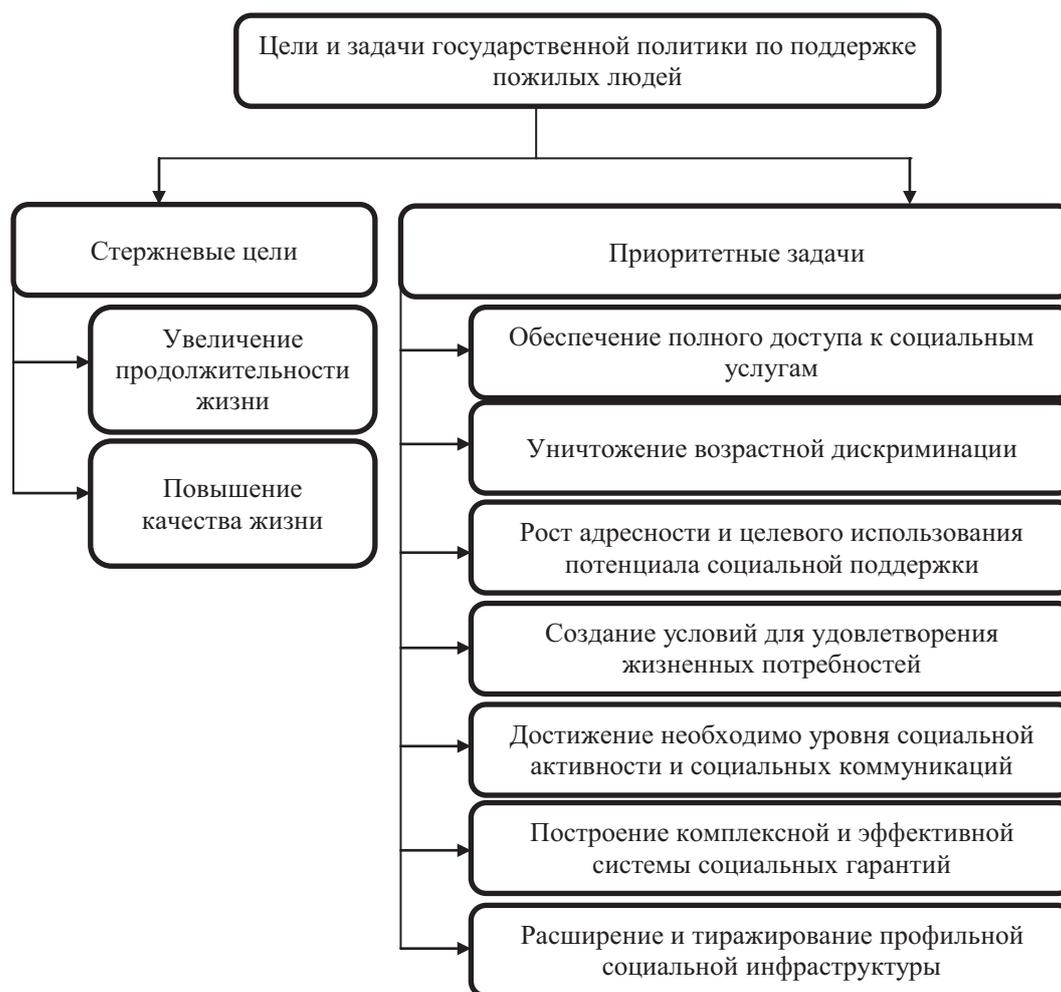 Цели и задачи государственной политики по поддержке
пожилых людей
Стержневые цели
Увеличение
продолжительности
жизни
Повышение
качества жизни
Приоритетные задачи
Обеспечение полного доступа к социальным
услугам
Уничтожение возрастной дискриминации
Рост адресности и целевого использования
потенциала социальной поддержки
Создание условий для удовлетворения
жизненных потребностей
Достижение необходимо уровня социальной
активности и социальных коммуникаций
Построение комплексной и эффективной
системы социальных гарантий
Расширение и тиражирование профильной
социальной инфраструктуры